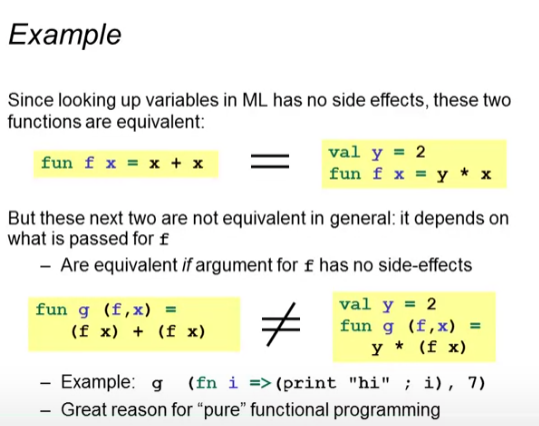 Example
Since looking up variables in ML has no side effects, these two
functions are equivalent:
fun f x = x + x
=
val y = 2
fun f x = y * x
But these next two are not equivalent in general: it depends on
what is passed for f
– Are equivalent if argument for f has no side-effects
fun g (f,x) =
(f x) + (f x)
≠
val y = 2
fun g (f,x) =
y * (f x)
– Example: g (fn i =>(print "hi" ; i), 7)
– Great reason for “pure” functional programming